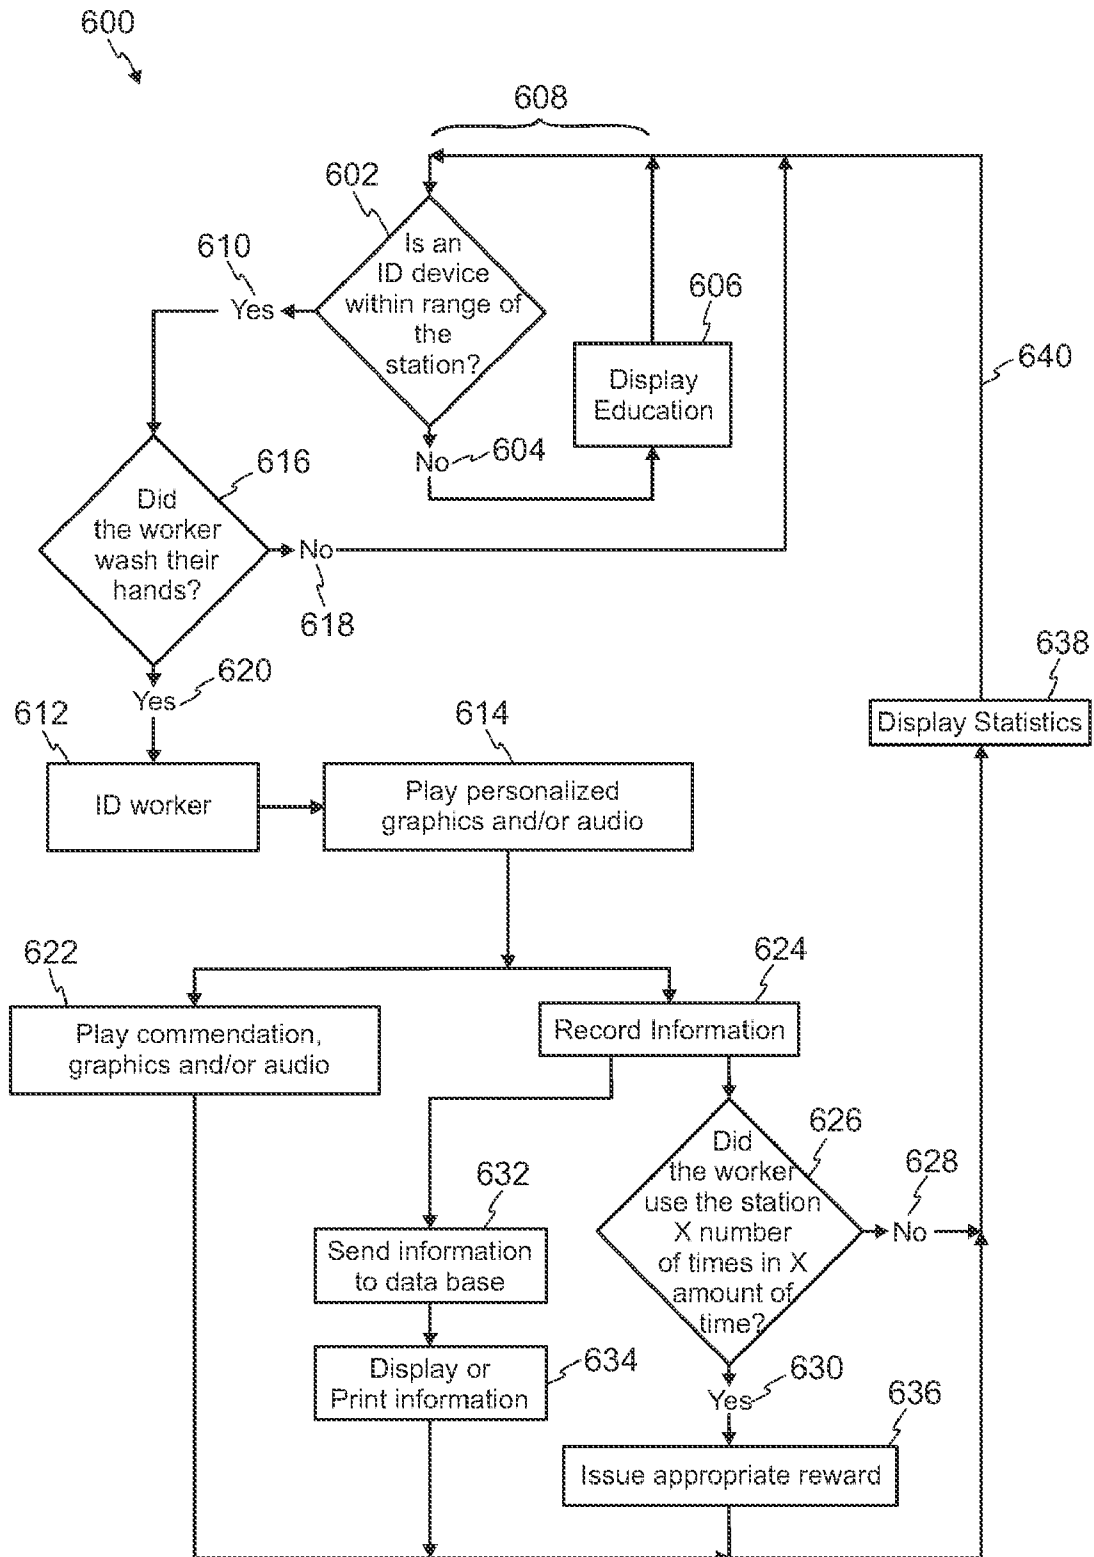 600
608
602
Is an
ID device
within range of
the
station?
610
Yes
606
Display
Education
640
No
604
616
Did
the worker
wash their
hands?
No
618
638
Display Statistics
620
Yes
612
ID worker
614
Play personalized
graphics and/or audio
622
Play commendation,
graphics and/or audio
624
Record Information
626
Did
the worker
use the station
X number
of times in X
amount of
time?
628
No
632
Send information
to data base
634
Display or
Print information
630
Yes
636
Issue appropriate reward